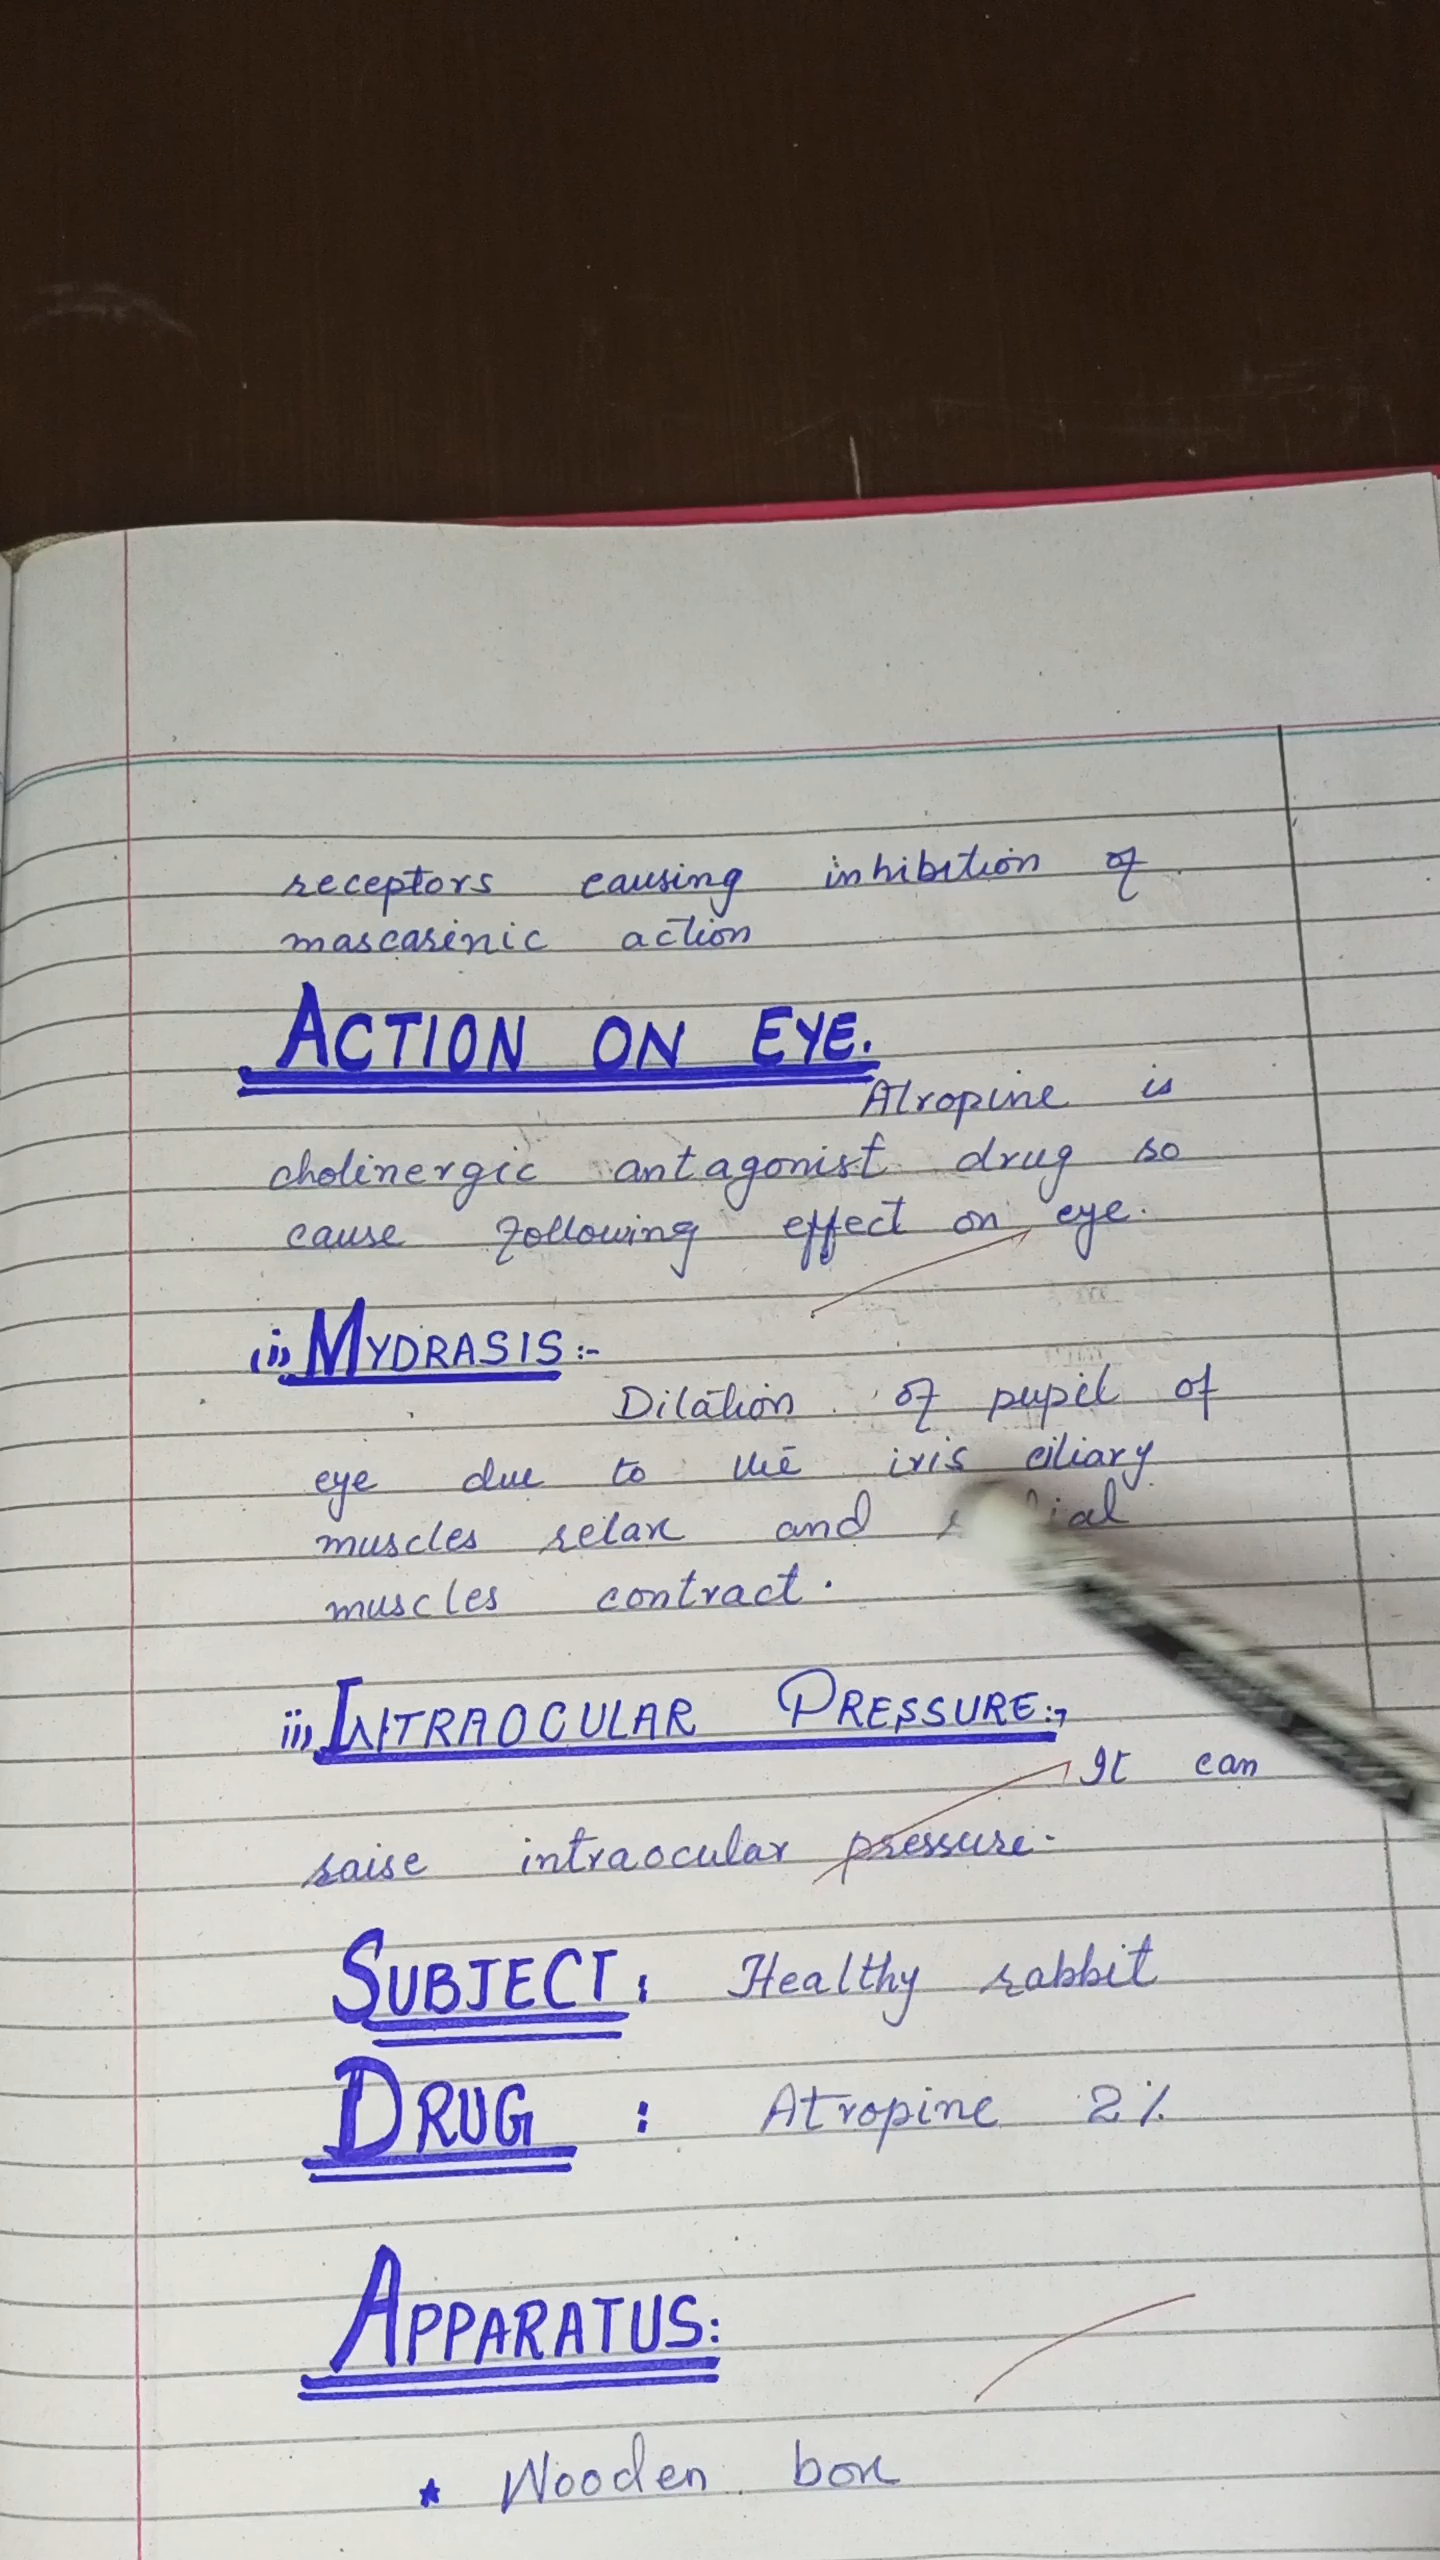 receptors causing inhibition of
mascasinic action
ACTION ON EYE.
Atropine is
cholinergic antagonist drug so
cause following effect on eye.
(i) MYDRASIS:-
Dilation of pupil of
eye due to the iris ciliary
muscles relax and
muscles contract.
ii) INTRAOCULAR PRESSURE:-
It can
raise intraocular pressure.
SUBJECT: Healthy rabbit
DRUG : Atropine 2%
APPARATUS:
★ Wooden box